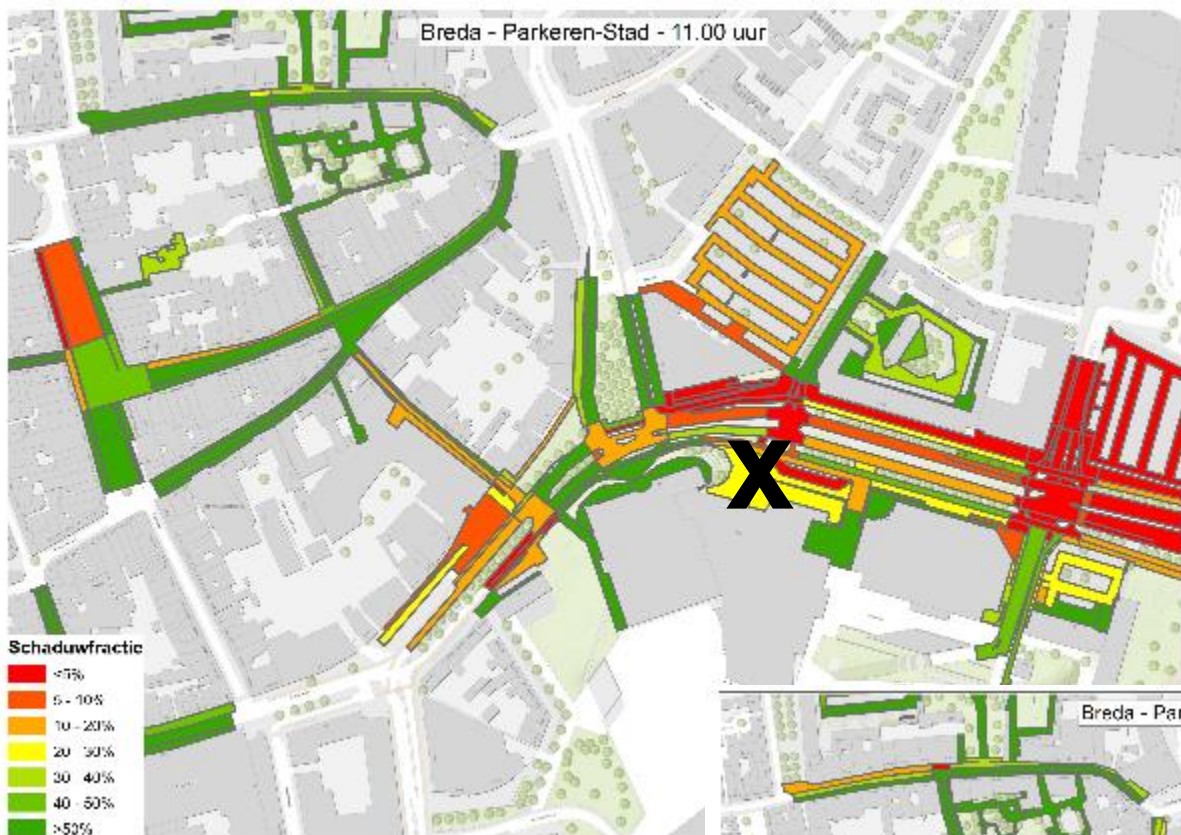 Breda - Parkeren-Stad - 11.00 uur
X
Schaduwfractie
<5%
5 - 10%
10 - 20%
20 - 30%
30 - 40%
40 - 50%
>50%
Breda - Par